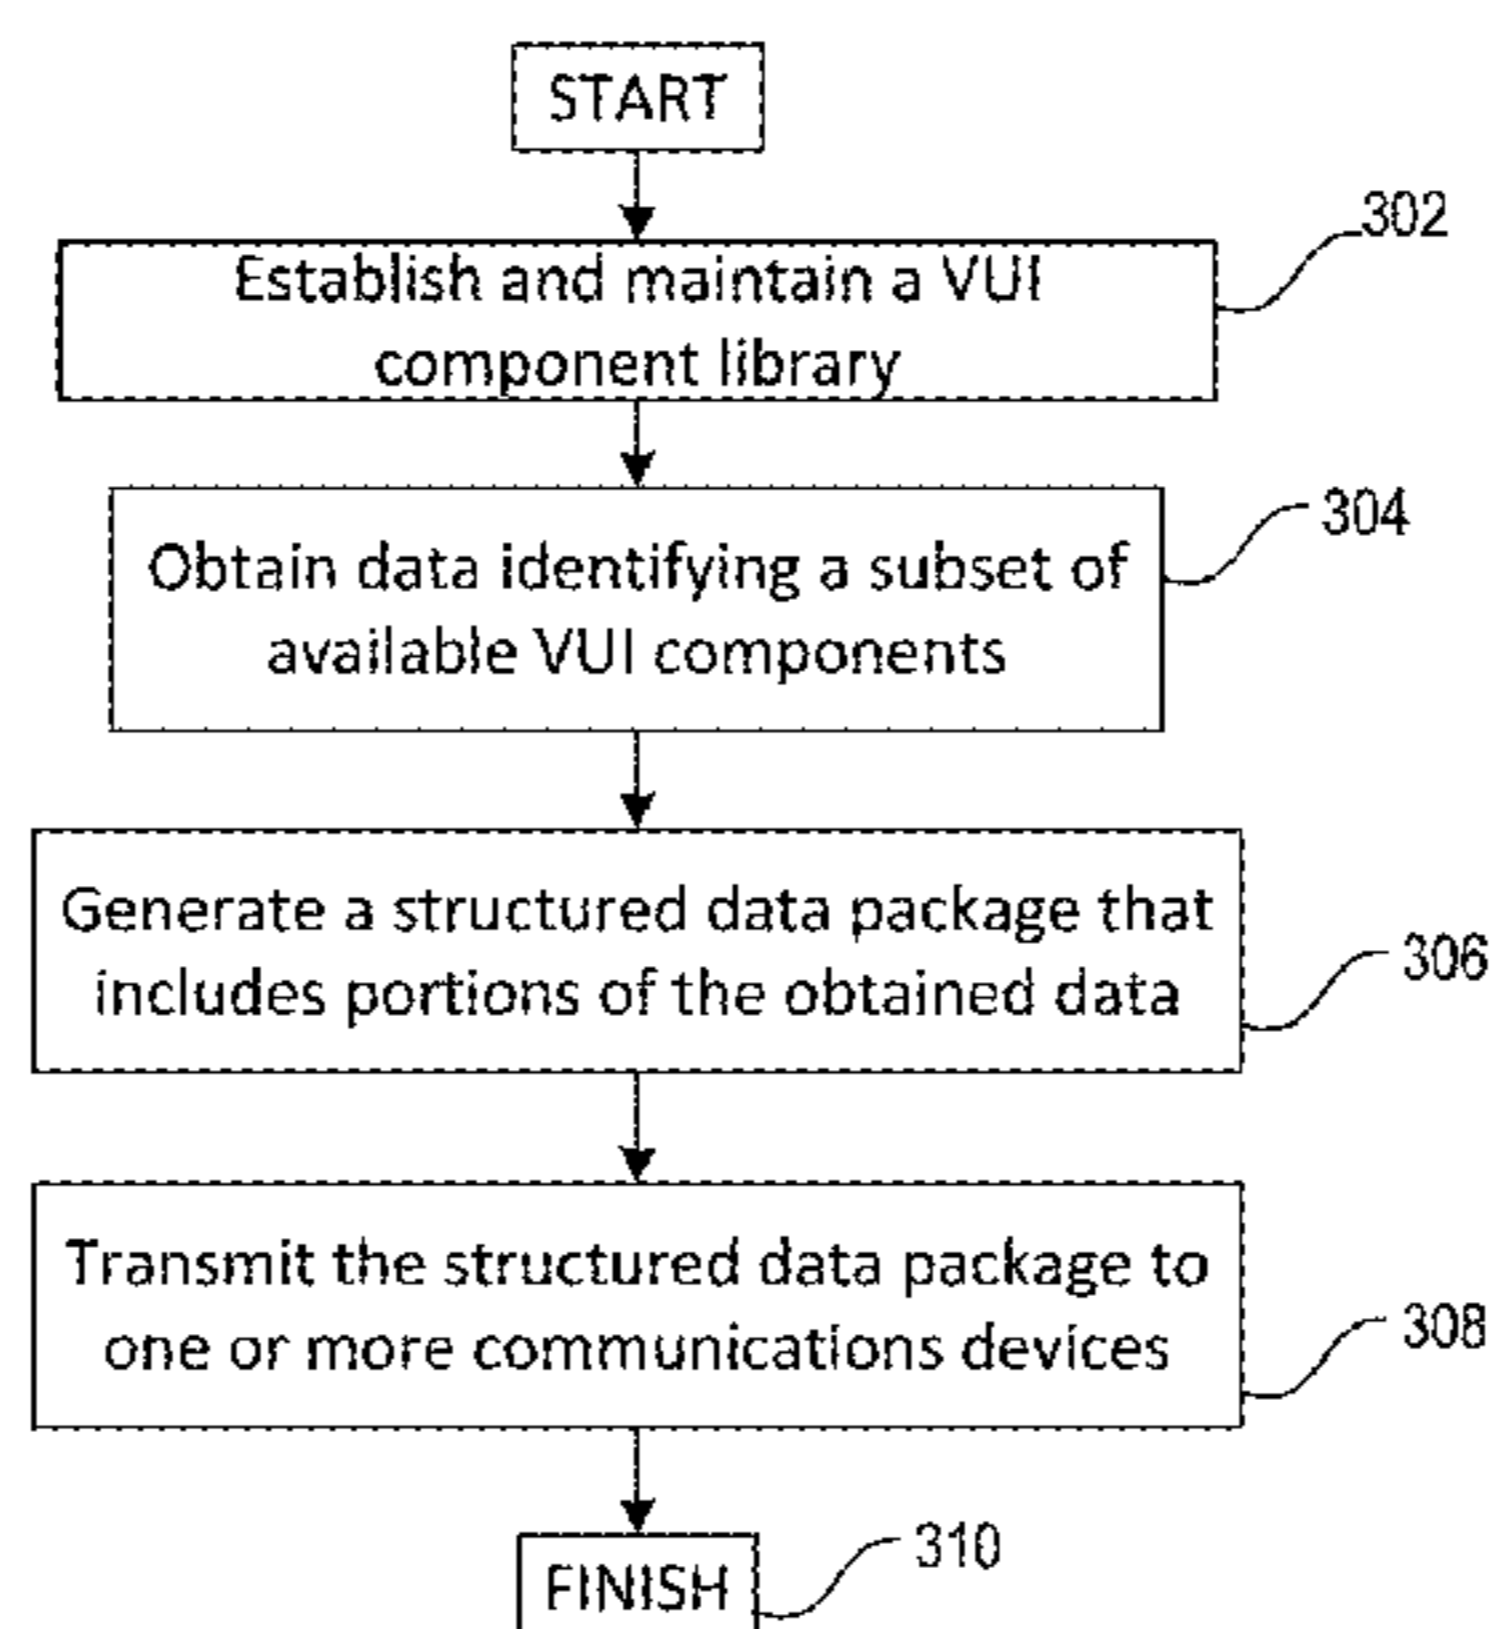 START
302
Establish and maintain a VUI
component library
304
Obtain data identifying a subset of
available VUI components
Generate a structured data package that
306
includes portions of the obtained data
Transmit the structured data package to
308
one or more communications devices
310
FINISH